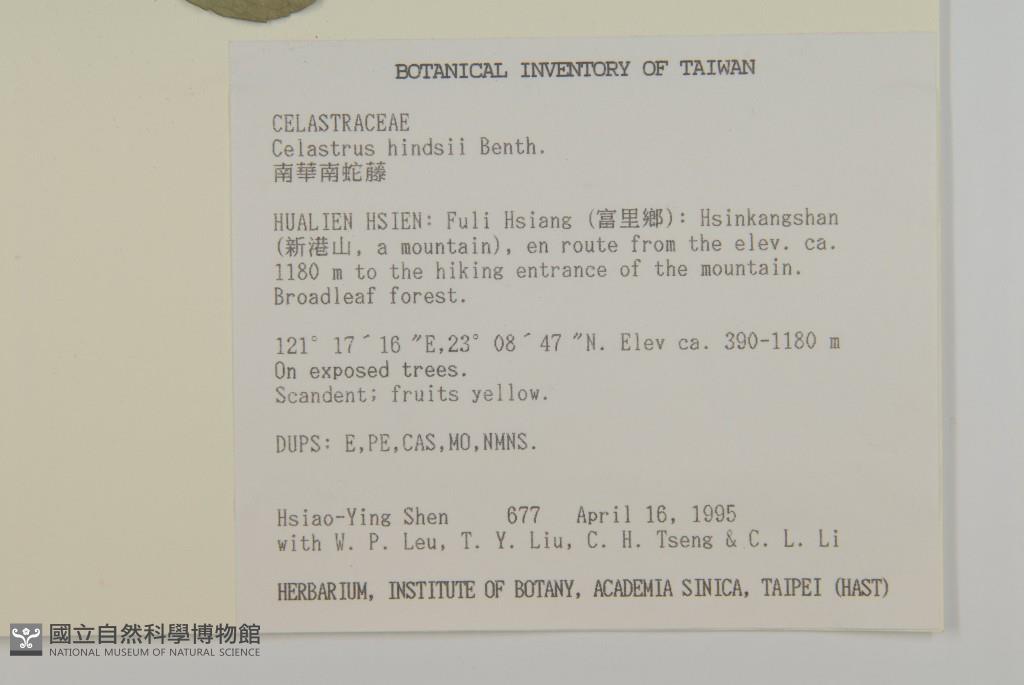 BOTANICAL INVENTORY OF TAIWAN
CELASTRACEAE
Celastrus hindsii Benth.
南華南蛇藤
HUALIEN HSIEN: Fuli Hsiang (富里鄉): Hsinkangshan
(新港山, a mountain), en route from the elev. ca.
1180 m to the hiking entrance of the mountain.
Broadleaf forest.
121° 17´16 ″E,23° 08´47 ″N. Elev ca. 390-1180 m
On exposed trees.
Scandent; fruits yellow.
DUPS: E,PE,CAS,MO,NMNS.
Hsiao-Ying Shen 677 April 16, 1995
with W. P. Leu, T. Y. Liu, C. H. Tseng & C. L. Li
HERBARIUM, INSTITUTE OF BOTANY, ACADEMIA SINICA, TAIPEI (HAST)
國立自然科學博物館
NATIONAL MUSEUM OF NATURAL SCIENCE